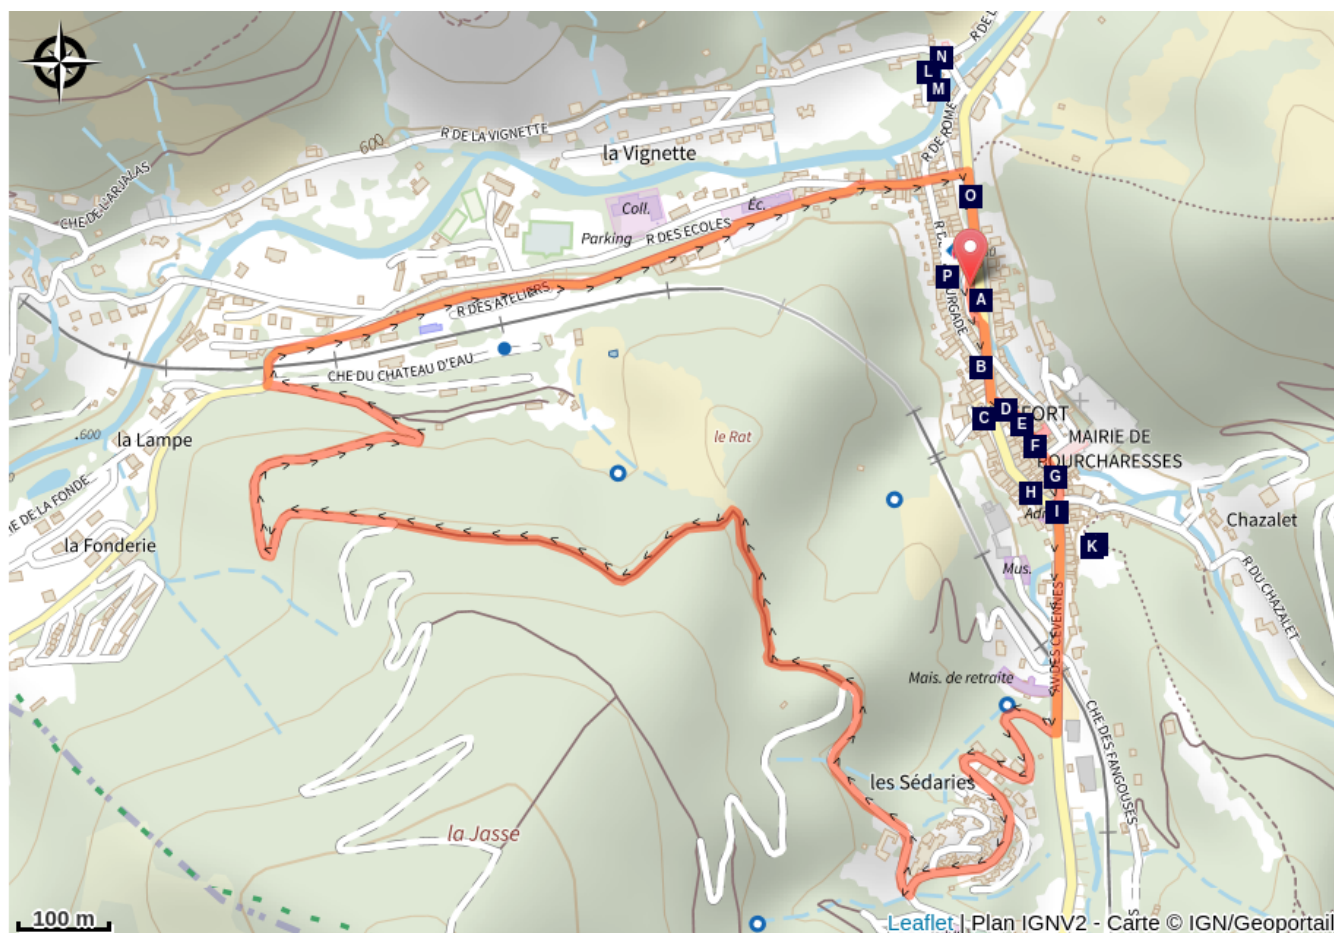 R DE L
N
L
M
R DE LA VIGNETTE
600
la Vignette
R DE ROME
CHE DE L'ARJALAS
O
Coll.
Éc.
Parking
R DES ECOLES
P
A
R DES ATELIERS
B
CHE DU CHATEAU D'EAU
C
D
E
FORT
F
MAIRIE DE
POURCHARESSES
la Lampe
.600
le Rat
G
H
I
Chazalet
IE DE LA FONDE
la Fonderie
K
Mus.
R DU CHAZALET
AV DES CEVENNES
Mais. de retraite
CHE DES FANGOUSES
les Sédaries
la Jasse
100 m
Leaflet | Plan IGNV2 - Carte © IGN/Geoportail